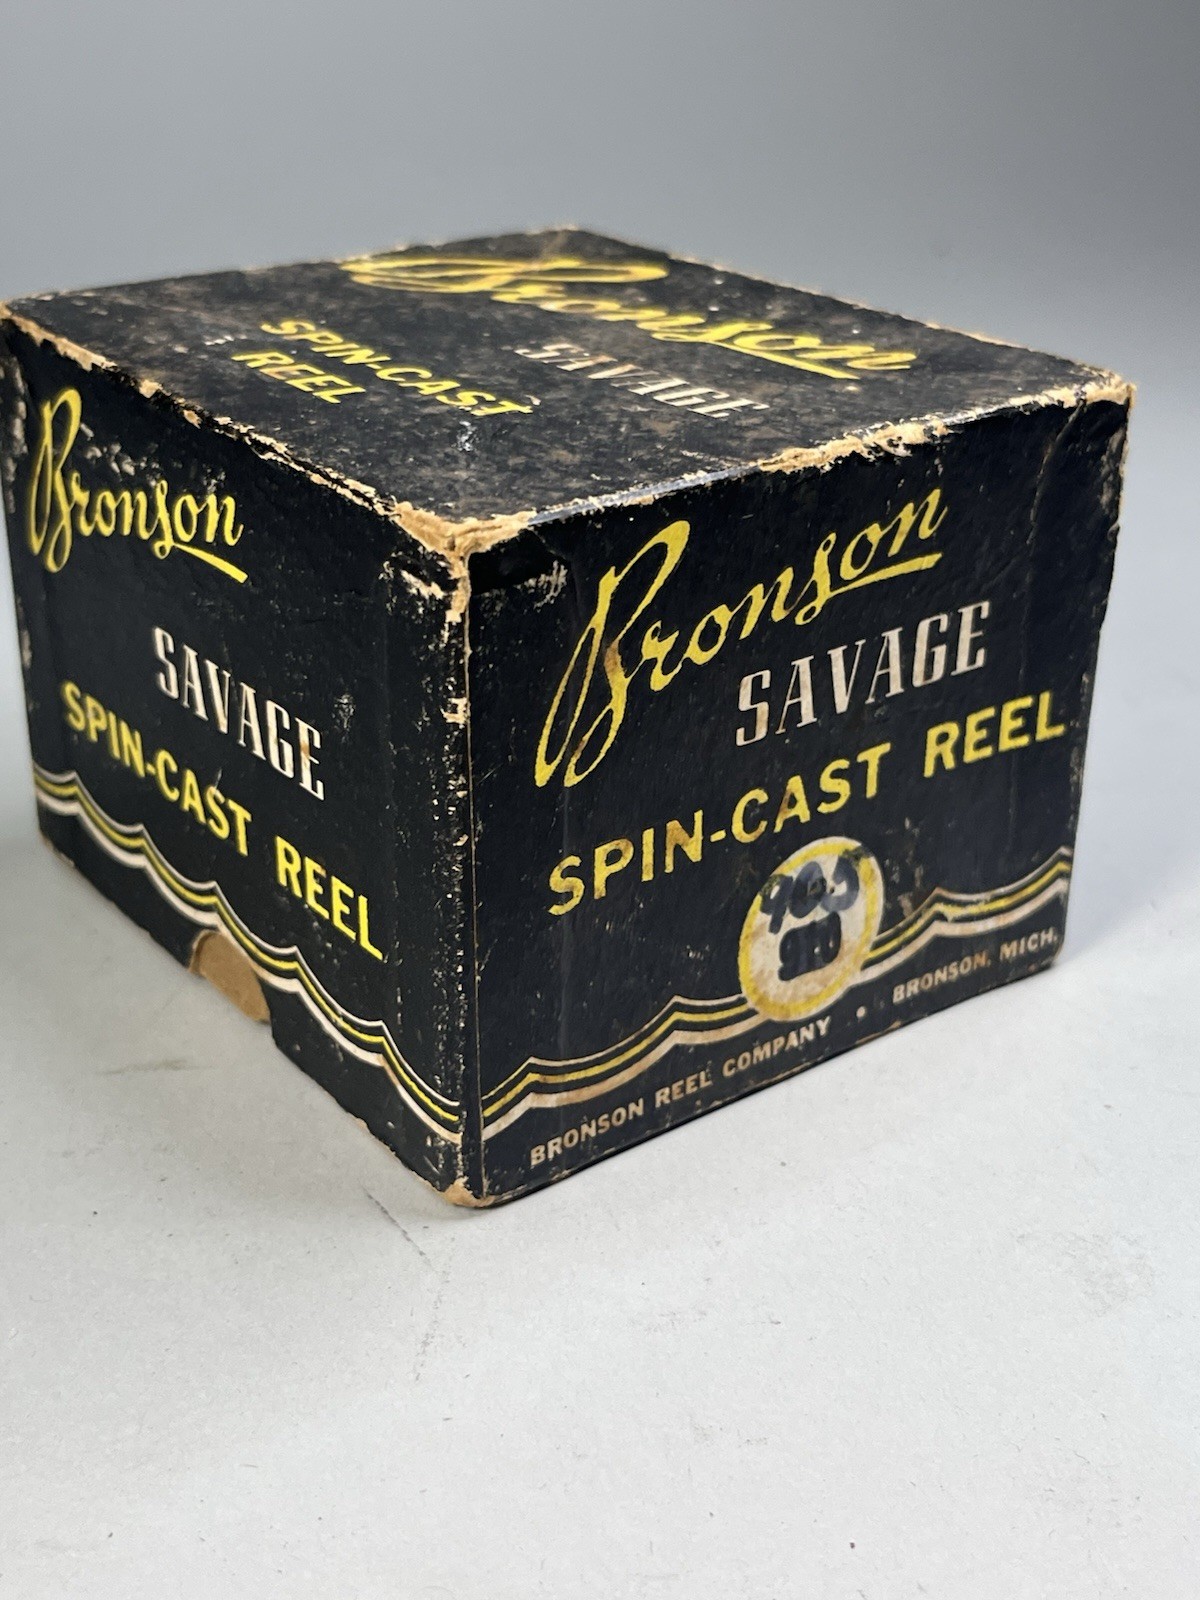 Bronson
SAVAGE
SPIN-CAST
REEL
Bronson
SAVAGE
SPIN-CAST REEL
Bronson
SAVAGE
SPIN-CAST REEL
BRONSON REEL COMPANY • BRONSON, MICH.